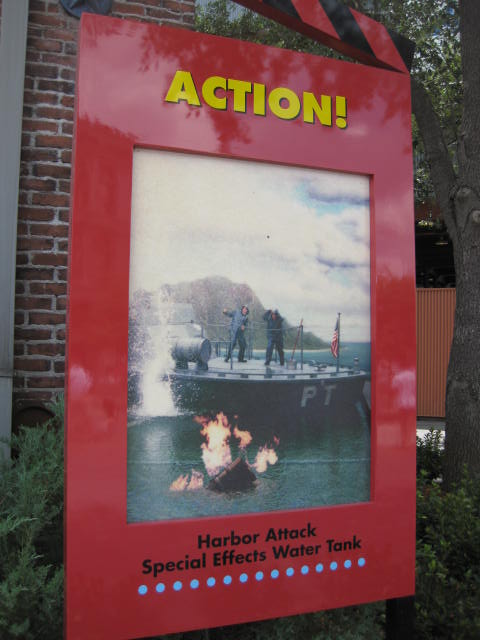 ACTION!
PT
Harbor Attack
Special Effects Water Tank